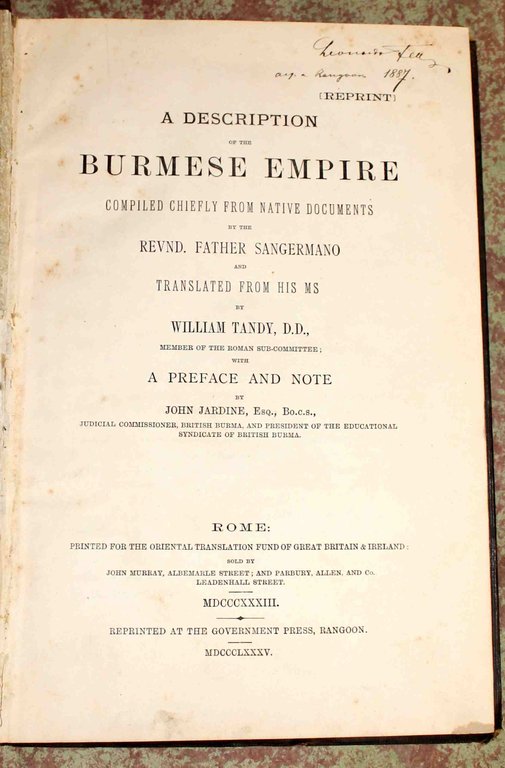 Rangoon 1887.
[REPRINT]
A DESCRIPTION
OF THE
BURMESE EMPIRE
COMPILED CHIEFLY FROM NATIVE DOCUMENTS
BY THE
REVND. FATHER SANGERMANO
AND
TRANSLATED FROM HIS MS
BY
WILLIAM TANDY, D.D.,
MEMBER OF THE ROMAN SUB-COMMITTEE;
WITH
A PREFACE AND NOTE
BY
JOHN JARDINE, ESQ., BO.C.S.,
JUDICIAL COMMISSIONER, BRITISH BURMA, AND PRESIDENT OF THE EDUCATIONAL
SYNDICATE OF BRITISH BURMA.
ROME:
PRINTED FOR THE ORIENTAL TRANSLATION FUND OF GREAT BRITAIN & IRELAND:
SOLD BY
JOHN MURRAY, ALBEMARLE STREET; AND PARBURY, ALLEN, AND CO.
LEADENHALL STREET.
MDCCCXXXIII.
REPRINTED AT THE GOVERNMENT PRESS, RANGOON.
MDCCCLXXXV.